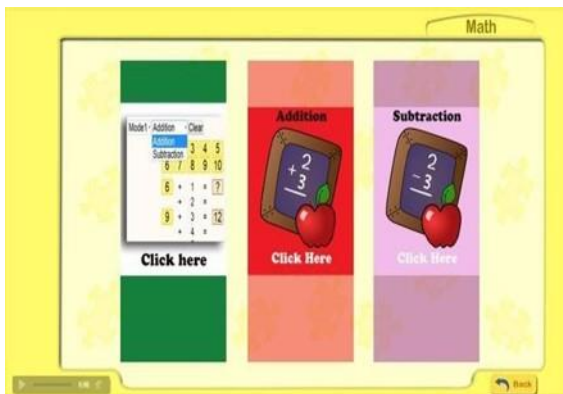 Math
Mode1 - Addition - Clear
Addition
Subtraction 3 4 5
6 7 8 9 10
6 + 1 = ?
+ 2 =
9 + 3 = 12
+ 4 =
Click here
Addition
2
+ 3
Click Here
Subtraction
2
- 3
Click Here
Back